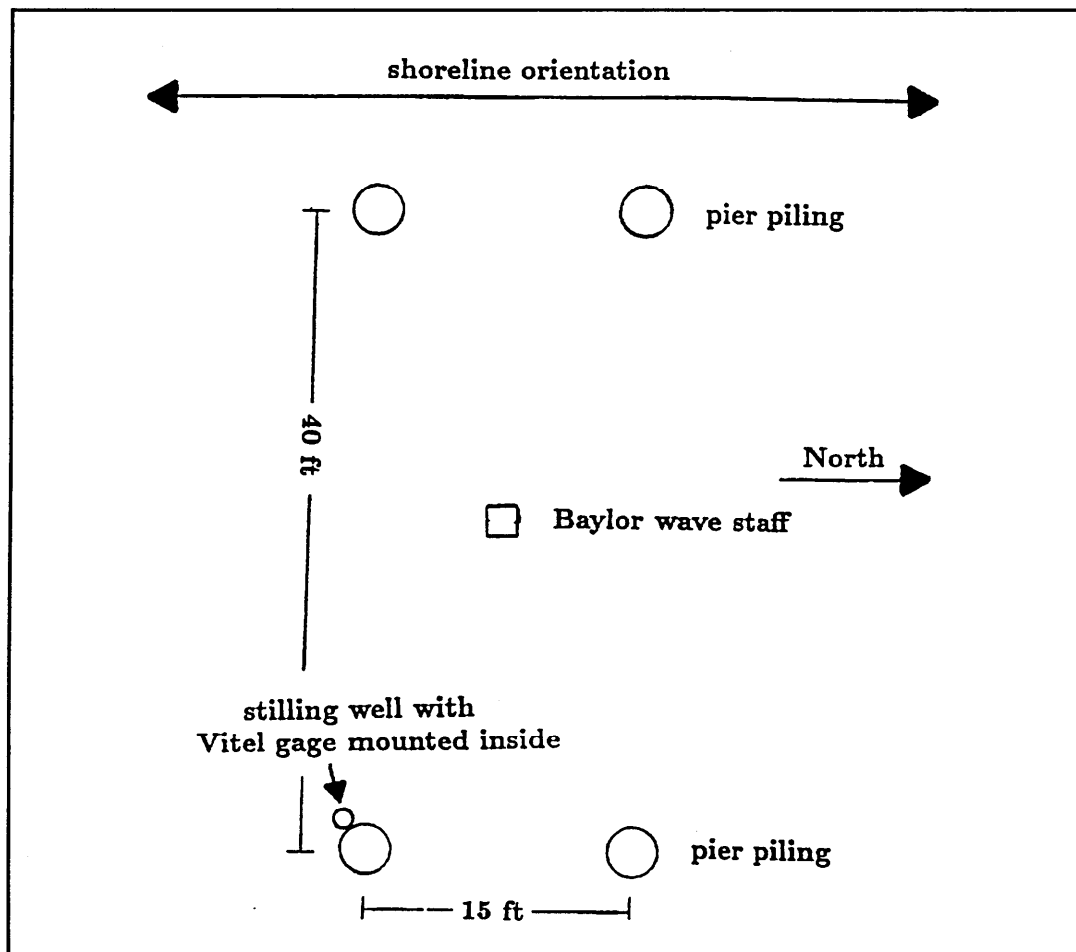 shoreline orientation
pier piling
40 ft
North
Baylor wave staff
stilling well with
Vitel gage mounted inside
pier piling
15 ft